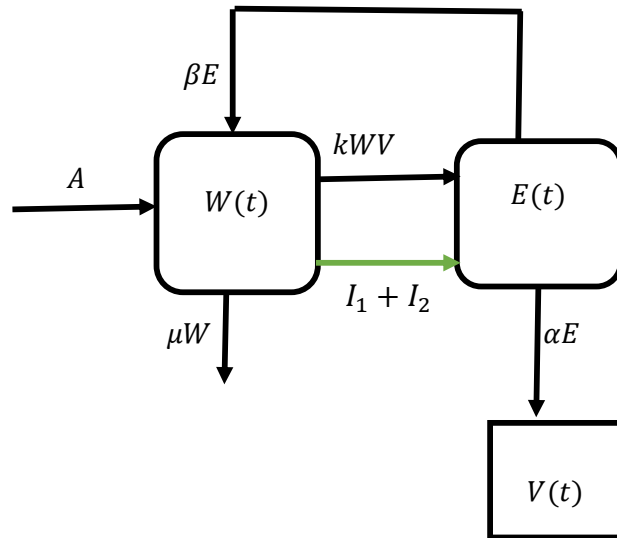 βE
kWV
A
W(t)
E(t)
I₁ + I₂
μW
αE
V(t)